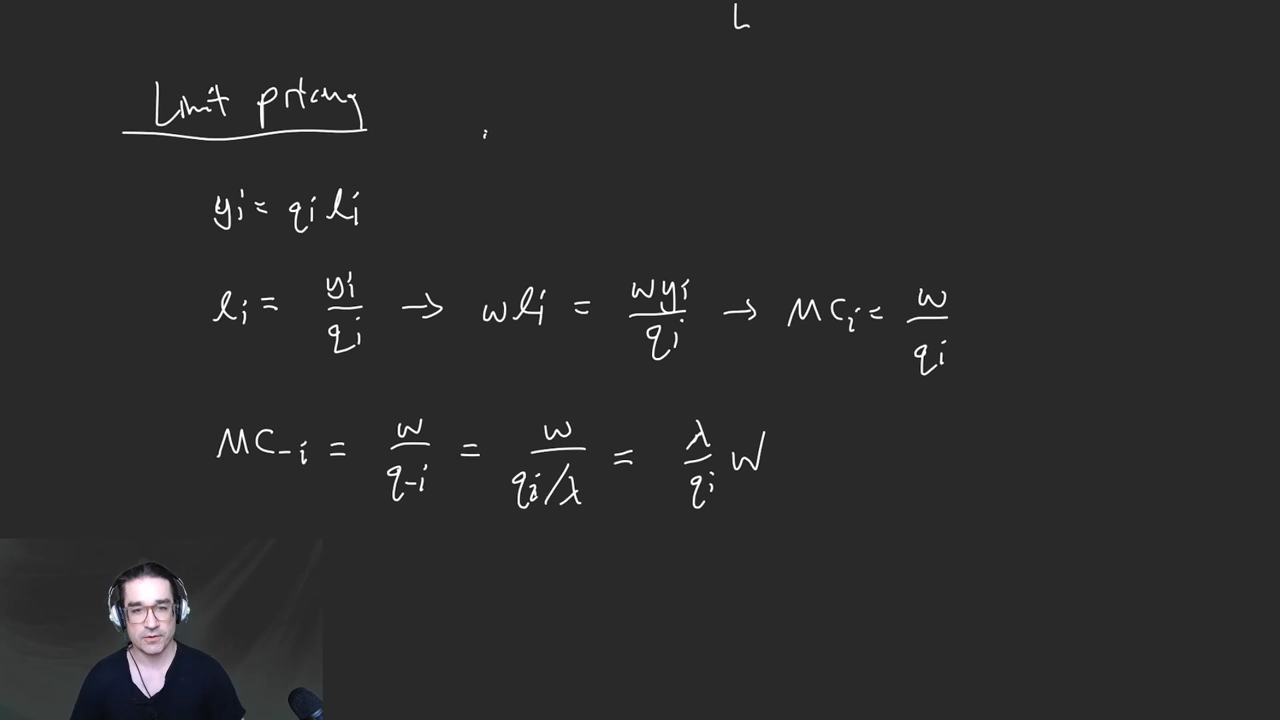 L
Limit pricing
yi = qi li
li = yi/qi → wli = wyi/qi → MCi = w/qi
MC-i = w/q-i = w/(qi/λ) = λ/qi W